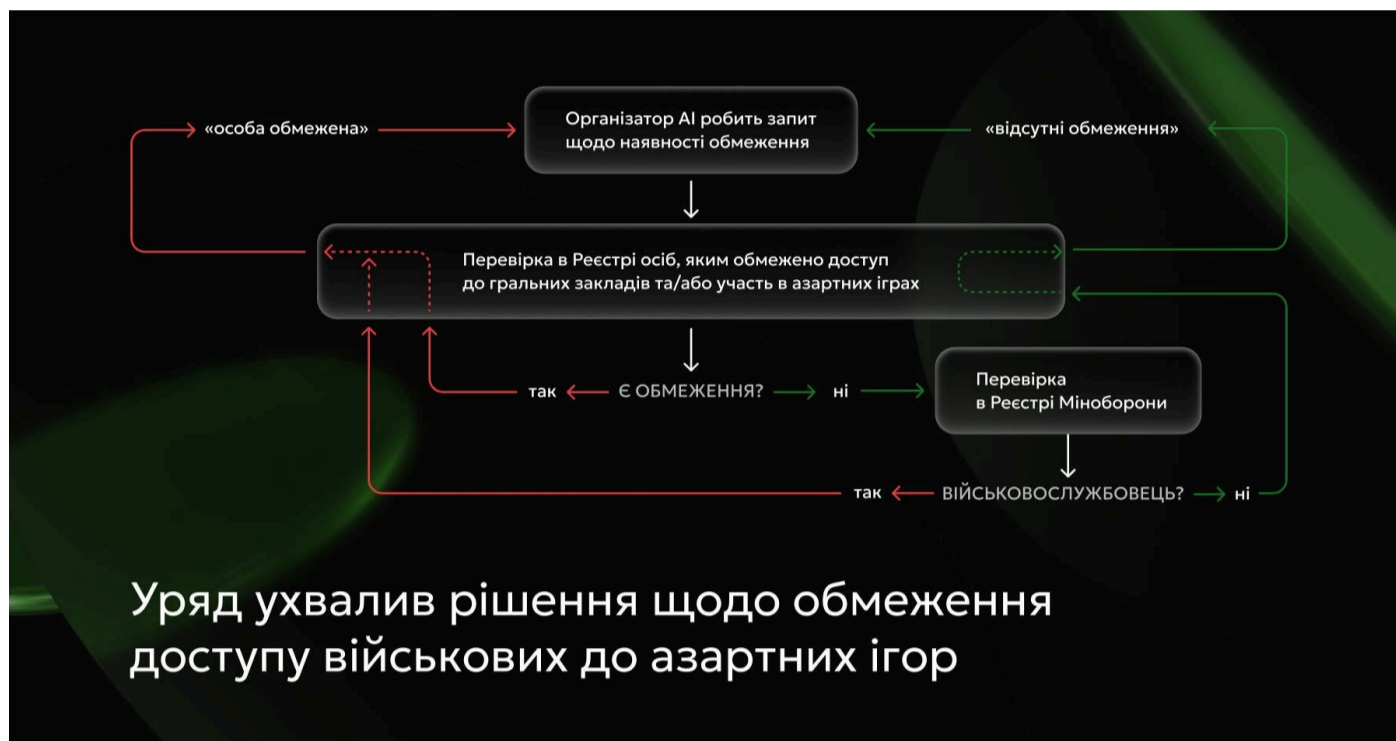 «особа обмежена»
Організатор АІ робить запит
щодо наявності обмеження
«відсутні обмеження»
Перевірка в Реєстрі осіб, яким обмежено доступ
до гральних закладів та/або участь в азартних іграх
так
Є ОБМЕЖЕННЯ?
ні
Перевірка
в Реєстрі Міноборони
так
ВІЙСЬКОВОСЛУЖБОВЕЦЬ?
ні
Уряд ухвалив рішення щодо обмеження
доступу військових до азартних ігор